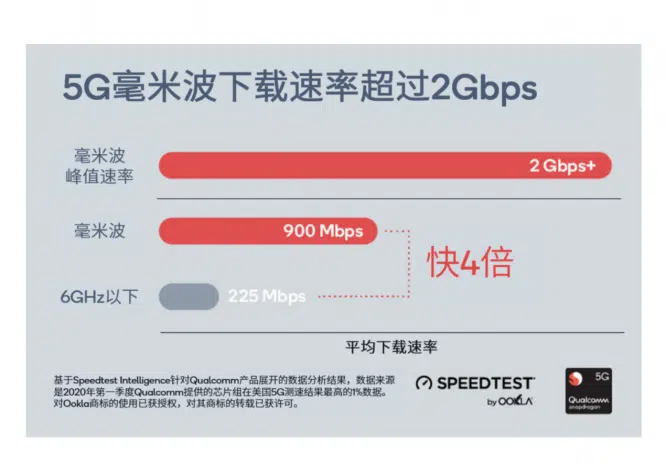 5G毫米波下载速率超过2Gbps
毫米波
峰值速率
2 Gbps+
毫米波
900 Mbps
快4倍
6GHz以下
225 Mbps
平均下载速率
基于Speedtest Intelligence针对Qualcomm产品展开的数据分析结果，数据来源
是2020年第一季度Qualcomm提供的芯片组在美国5G测速结果最高的1%数据。
对Ookla商标的使用已获授权，对其商标的转载已获许可。
SPEEDTEST™
by OOKLA®
5G
Qualcomm
snapdragon